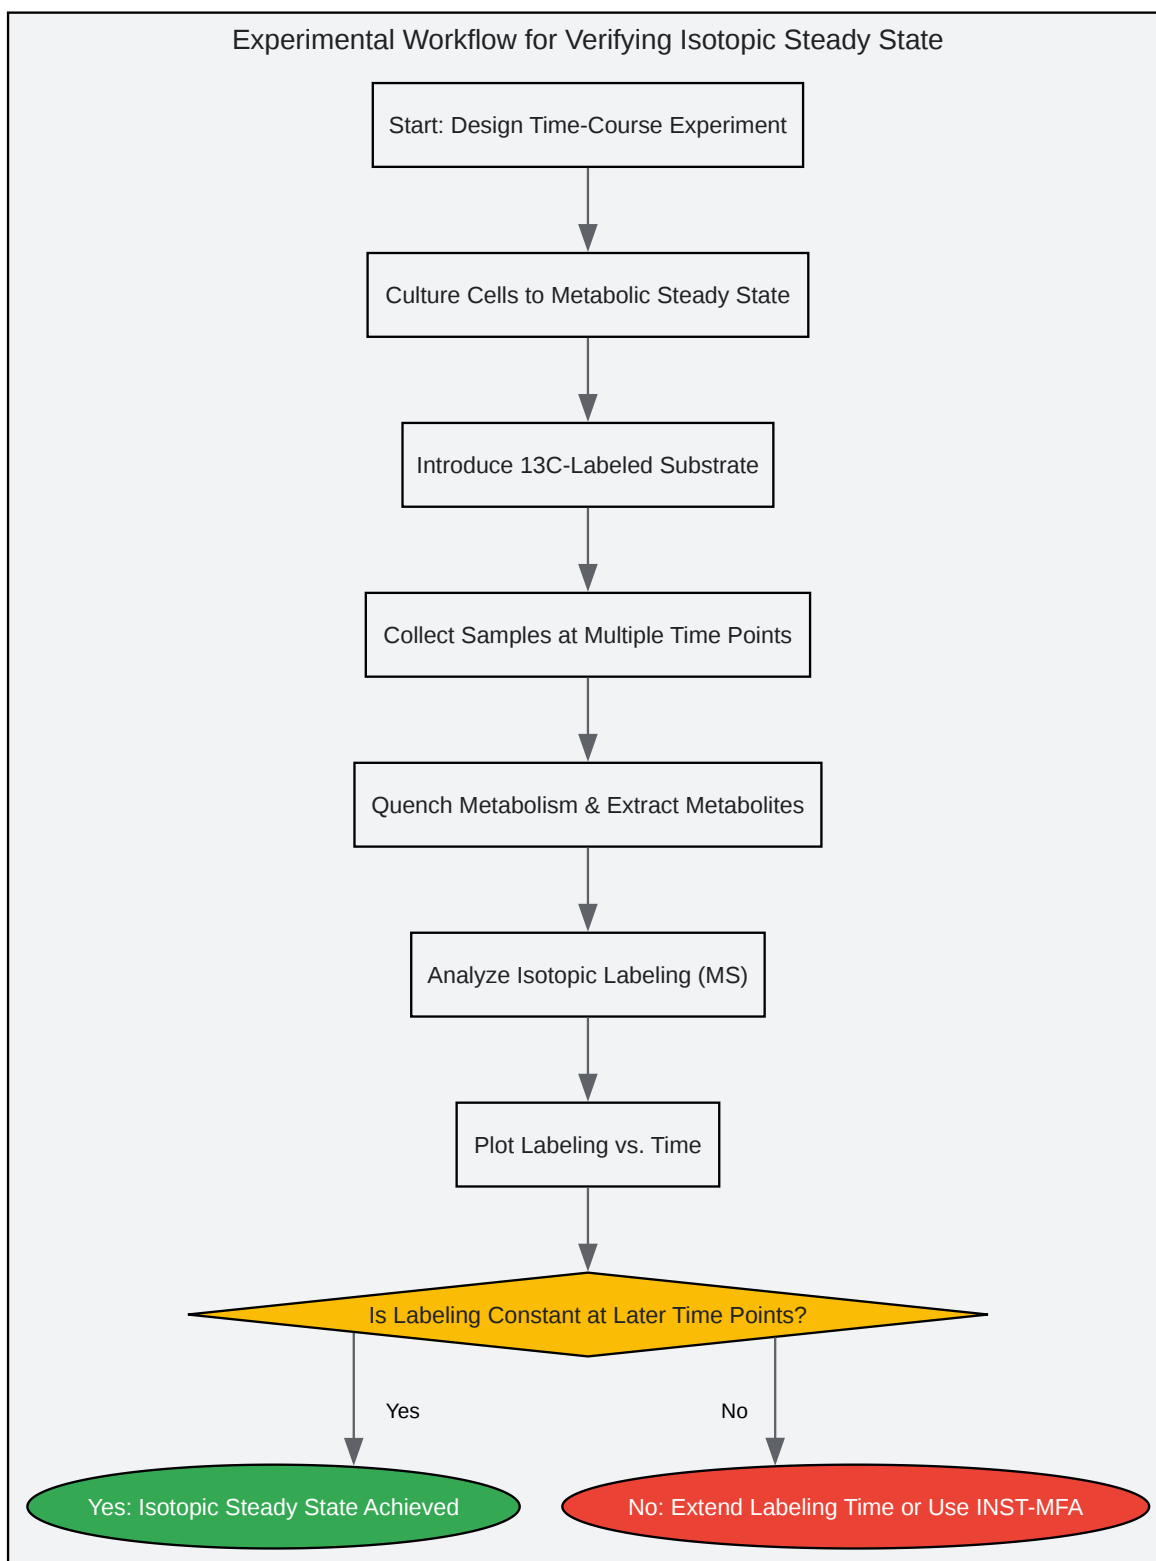 Experimental Workflow for Verifying Isotopic Steady State
Start: Design Time-Course Experiment
Culture Cells to Metabolic Steady State
Introduce 13C-Labeled Substrate
Collect Samples at Multiple Time Points
Quench Metabolism & Extract Metabolites
Analyze Isotopic Labeling (MS)
Plot Labeling vs. Time
Is Labeling Constant at Later Time Points?
Yes
No
Yes: Isotopic Steady State Achieved
No: Extend Labeling Time or Use INST-MFA